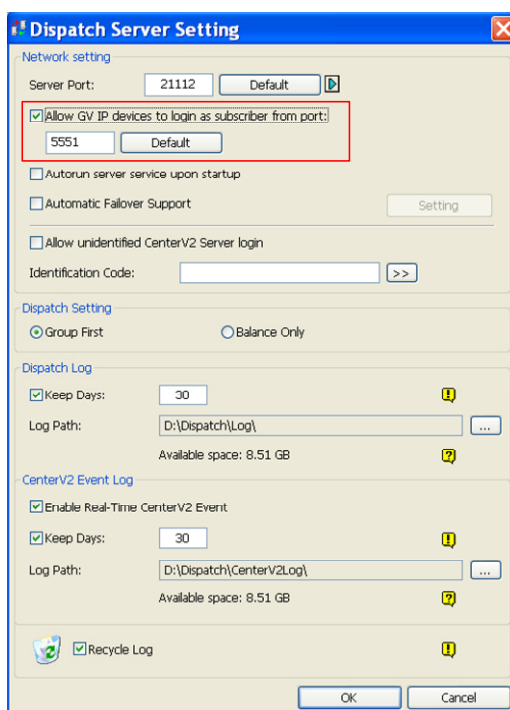 Dispatch Server Setting
Network setting
Server Port: 21112 Default
Allow GV IP devices to login as subscriber from port:
5551 Default
Autorun server service upon startup
Automatic Failover Support Setting
Allow unidentified CenterV2 Server login
Identification Code: >>
Dispatch Setting
Group First Balance Only
Dispatch Log
Keep Days: 30
Log Path: D:\Dispatch\Log\ ...
Available space: 8.51 GB
CenterV2 Event Log
Enable Real-Time CenterV2 Event
Keep Days: 30
Log Path: D:\Dispatch\CenterV2Log\ ...
Available space: 8.51 GB
Recycle Log
OK Cancel